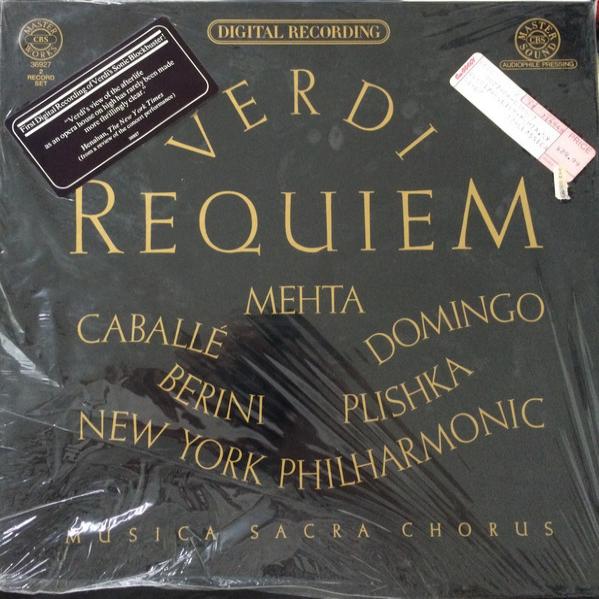 DIGITAL RECORDING
MASTER
WORKS
CBS
36927
RECORD
SET
MASTER
SOUND
CBS
AUDIOPHILE PRESSING
First Digital Recording of Verdi's Sonic Blockbuster!
"Verdi's view of the afterlife
as an opera house on high has rarely been made
more thrillingly clear."
Henahan, The New York Times
(from a review of the concert performance)
36927
PRICE
VERDI
REQUIEM
MEHTA
CABALLÉ
DOMINGO
BERINI
PLISHKA
NEW YORK PHILHARMONIC
MUSICA SACRA CHORUS